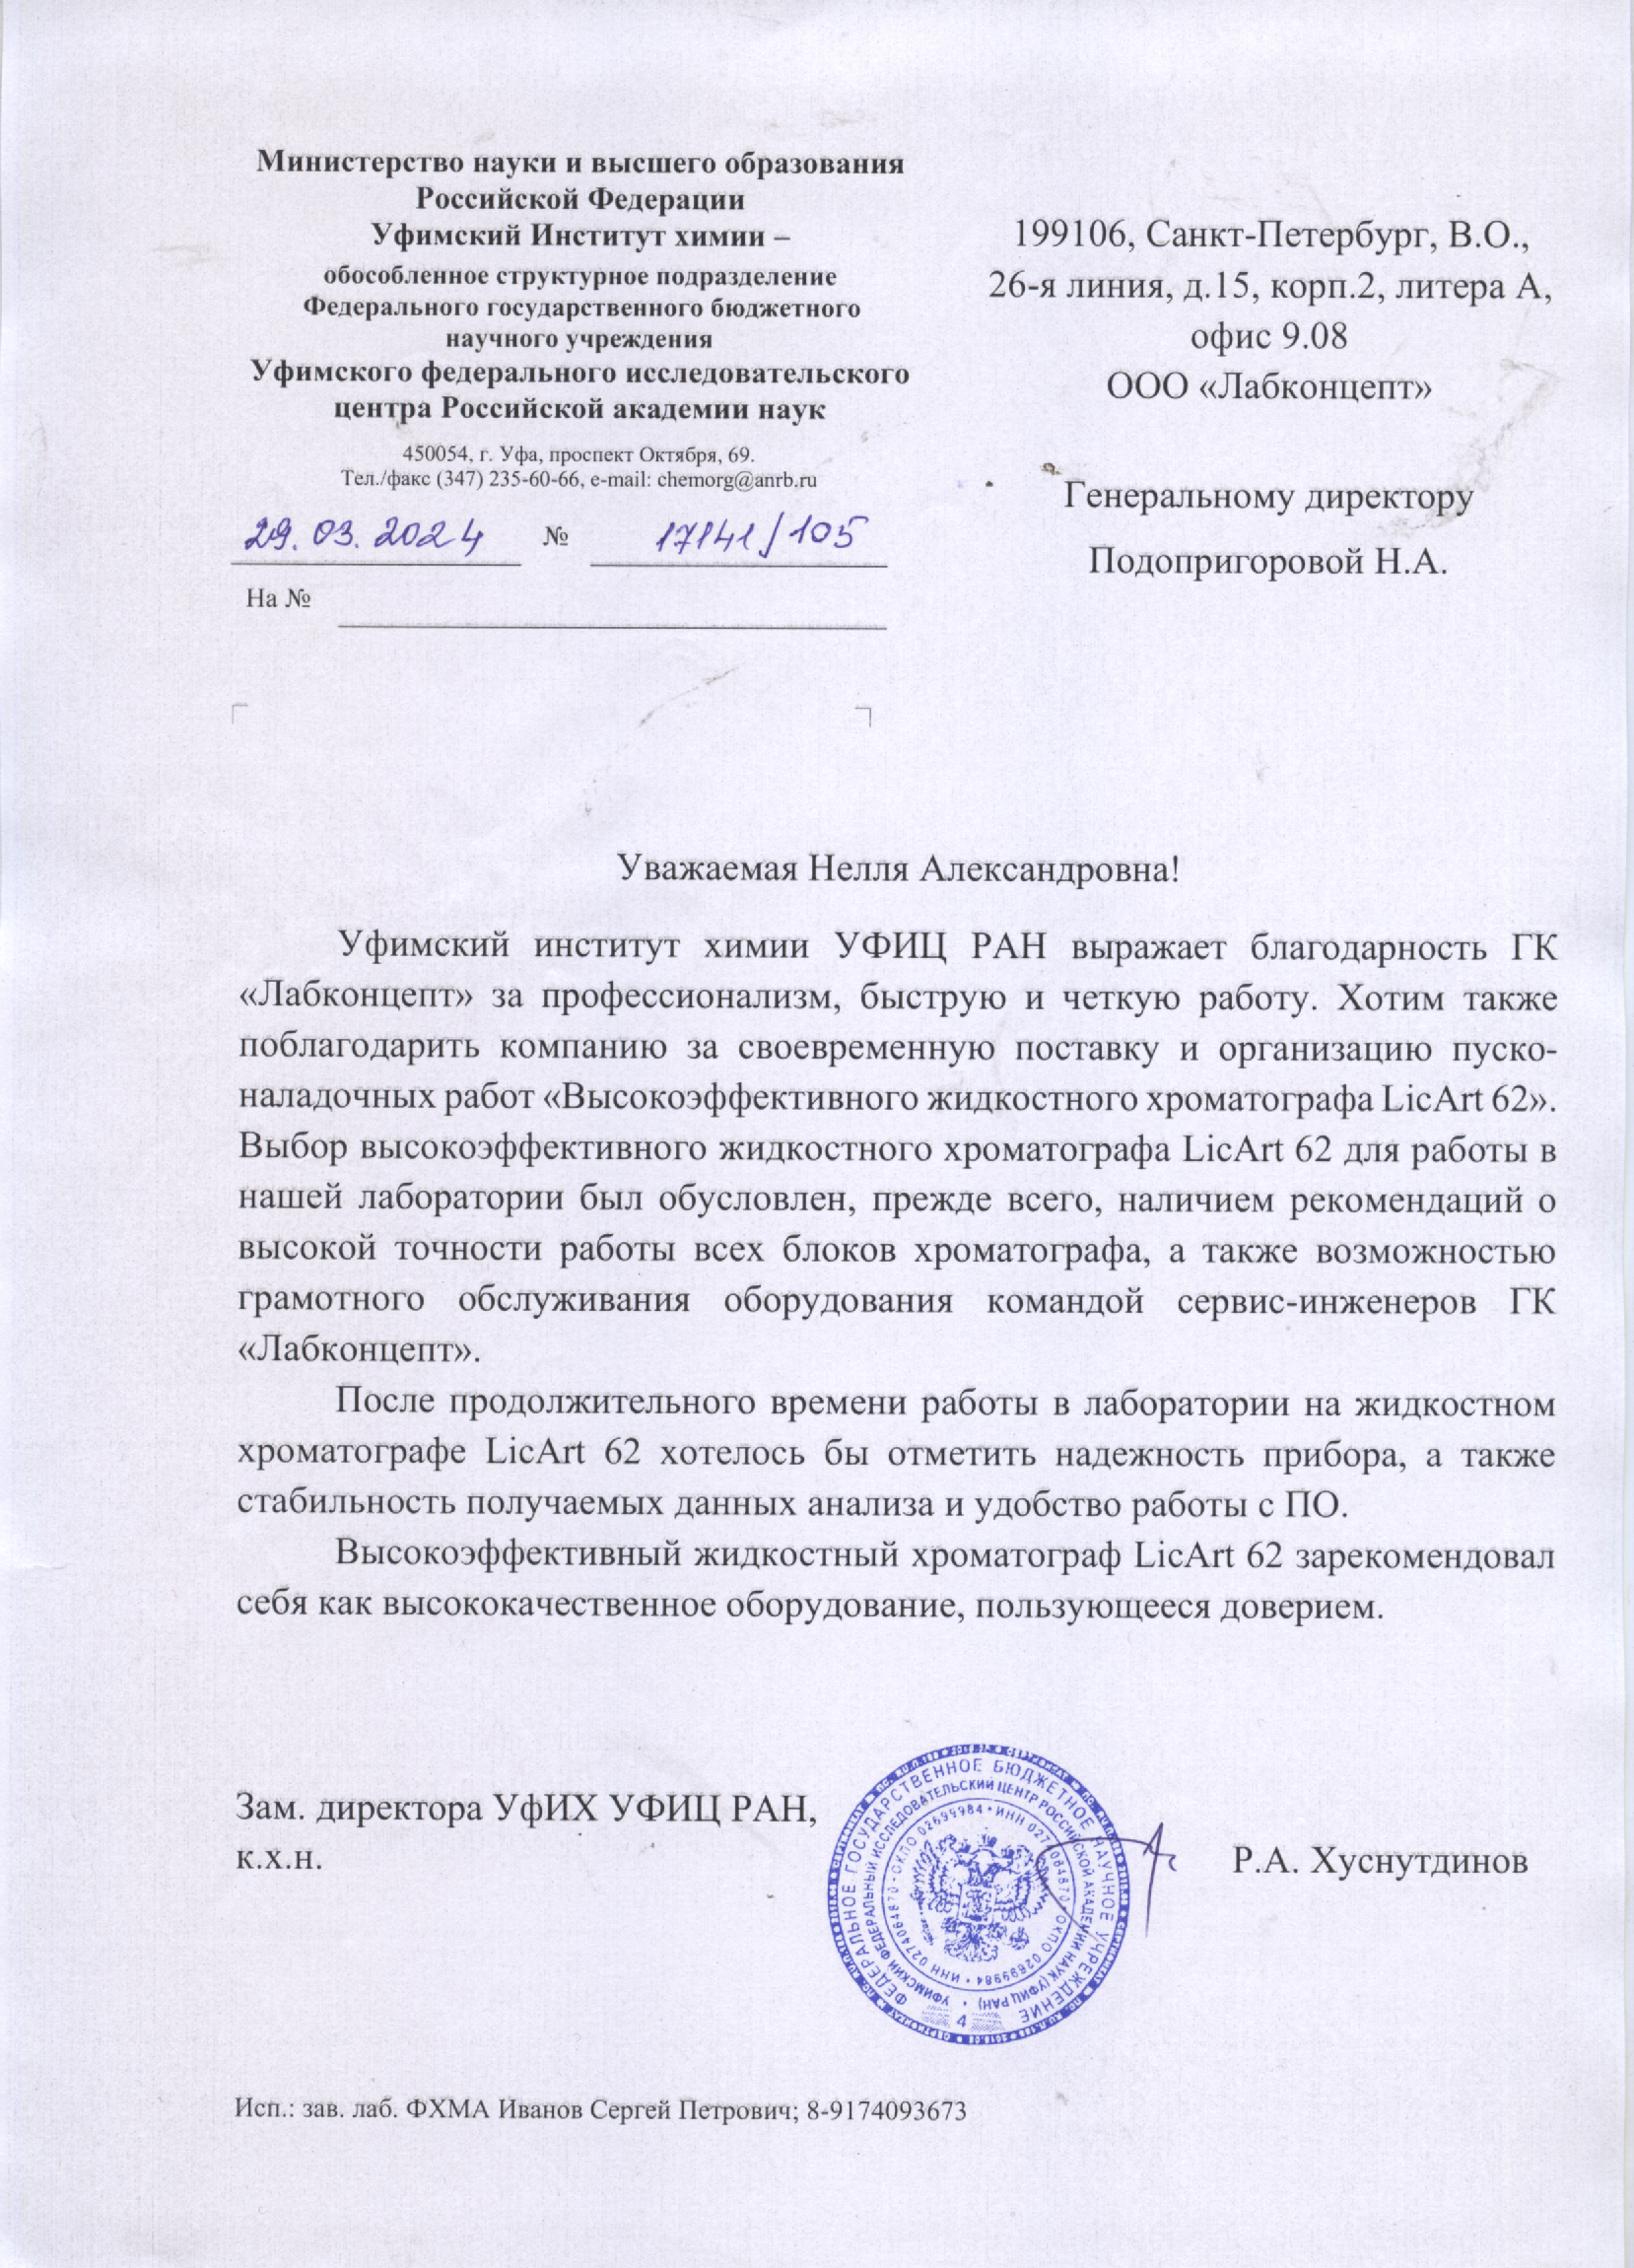 Министерство науки и высшего образования
Российской Федерации
Уфимский Институт химии –
обособленное структурное подразделение
Федерального государственного бюджетного
научного учреждения
Уфимского федерального исследовательского
центра Российской академии наук
450054, г. Уфа, проспект Октября, 69.
Тел./факс (347) 235-60-66, e-mail: chemorg@anrb.ru
29.03.2024 № 17141/105
На №
199106, Санкт-Петербург, В.О.,
26-я линия, д.15, корп.2, литера А,
офис 9.08
ООО «Лабконцепт»
Генеральному директору
Подопригоровой Н.А.
Уважаемая Нелля Александровна!
Уфимский институт химии УФИЦ РАН выражает благодарность ГК
«Лабконцепт» за профессионализм, быструю и четкую работу. Хотим также
поблагодарить компанию за своевременную поставку и организацию пуско-
наладочных работ «Высокоэффективного жидкостного хроматографа LicArt 62».
Выбор высокоэффективного жидкостного хроматографа LicArt 62 для работы в
нашей лаборатории был обусловлен, прежде всего, наличием рекомендаций о
высокой точности работы всех блоков хроматографа, а также возможностью
грамотного обслуживания оборудования командой сервис-инженеров ГК
«Лабконцепт».
После продолжительного времени работы в лаборатории на жидкостном
хроматографе LicArt 62 хотелось бы отметить надежность прибора, а также
стабильность получаемых данных анализа и удобство работы с ПО.
Высокоэффективный жидкостный хроматограф LicArt 62 зарекомендовал
себя как высококачественное оборудование, пользующееся доверием.
Зам. директора УфИХ УФИЦ РАН,
к.х.н.
Р.А. Хуснутдинов
ФЕДЕРАЛЬНОЕ ГОСУДАРСТВЕННОЕ БЮДЖЕТНОЕ НАУЧНОЕ УЧРЕЖДЕНИЕ
УФИМСКИЙ ФЕДЕРАЛЬНЫЙ ИССЛЕДОВАТЕЛЬСКИЙ ЦЕНТР РОССИЙСКОЙ АКАДЕМИИ НАУК (УФИЦ РАН)
ИНН 0274064870 • ОКПО 02699984 • ИНН 0274064870 • ОКПО 02699984
4
Исп.: зав. лаб. ФХМА Иванов Сергей Петрович; 8-9174093673